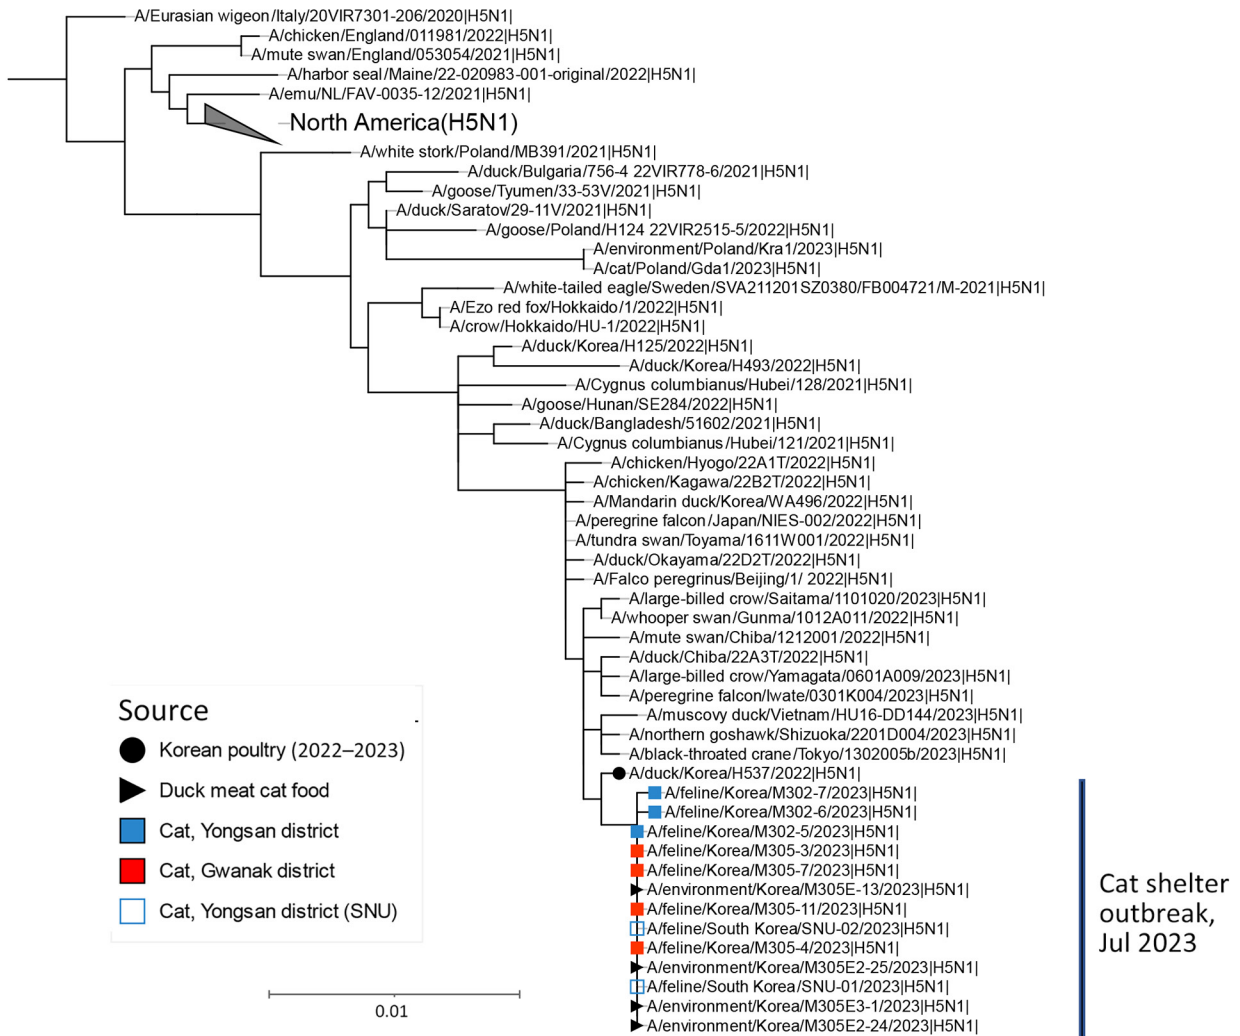 A/Eurasian wigeon/Italy/20VIR7301-206/2020|H5N1|
A/chicken/England/011981/2022|H5N1|
A/mute swan/England/053054/2021|H5N1|
A/harbor seal/Maine/22-020983-001-original/2022|H5N1|
A/emu/NL/FAV-0035-12/2021|H5N1|
North America(H5N1)
A/white stork/Poland/MB391/2021|H5N1|
A/duck/Bulgaria/756-4 22VIR778-6/2021|H5N1|
A/goose/Tyumen/33-53V/2021|H5N1|
A/duck/Saratov/29-11V/2021|H5N1|
A/goose/Poland/H124 22VIR2515-5/2022|H5N1|
A/environment/Poland/Kra1/2023|H5N1|
A/cat/Poland/Gda1/2023|H5N1|
A/white-tailed eagle/Sweden/SVA211201SZ0380/FB004721/M-2021|H5N1|
A/Ezo red fox/Hokkaido/1/2022|H5N1|
A/crow/Hokkaido/HU-1/2022|H5N1|
A/duck/Korea/H125/2022|H5N1|
A/duck/Korea/H493/2022|H5N1|
A/Cygnus columbianus/Hubei/128/2021|H5N1|
A/goose/Hunan/SE284/2022|H5N1|
A/duck/Bangladesh/51602/2021|H5N1|
A/Cygnus columbianus/Hubei/121/2021|H5N1|
A/chicken/Hyogo/22A1T/2022|H5N1|
A/chicken/Kagawa/22B2T/2022|H5N1|
A/Mandarin duck/Korea/WA496/2022|H5N1|
A/peregrine falcon/Japan/NIES-002/2022|H5N1|
A/tundra swan/Toyama/1611W001/2022|H5N1|
A/duck/Okayama/22D2T/2022|H5N1|
A/Falco peregrinus/Beijing/1/ 2022|H5N1|
A/large-billed crow/Saitama/1101020/2023|H5N1|
A/whooper swan/Gunma/1012A011/2022|H5N1|
A/mute swan/Chiba/1212001/2022|H5N1|
A/duck/Chiba/22A3T/2022|H5N1|
A/large-billed crow/Yamagata/0601A009/2023|H5N1|
A/peregrine falcon/Iwate/0301K004/2023|H5N1|
A/muscovy duck/Vietnam/HU16-DD144/2023|H5N1|
A/northern goshawk/Shizuoka/2201D004/2023|H5N1|
A/black-throated crane/Tokyo/1302005b/2023|H5N1|
A/duck/Korea/H537/2022|H5N1|
A/feline/Korea/M302-7/2023|H5N1|
A/feline/Korea/M302-6/2023|H5N1|
A/feline/Korea/M302-5/2023|H5N1|
A/feline/Korea/M305-3/2023|H5N1|
A/feline/Korea/M305-7/2023|H5N1|
A/environment/Korea/M305E-13/2023|H5N1|
A/feline/Korea/M305-11/2023|H5N1|
A/feline/South Korea/SNU-02/2023|H5N1|
A/feline/Korea/M305-4/2023|H5N1|
A/environment/Korea/M305E2-25/2023|H5N1|
A/feline/South Korea/SNU-01/2023|H5N1|
A/environment/Korea/M305E3-1/2023|H5N1|
A/environment/Korea/M305E2-24/2023|H5N1|
Cat shelter
outbreak,
Jul 2023
Source
Korean poultry (2022–2023)
Duck meat cat food
Cat, Yongsan district
Cat, Gwanak district
Cat, Yongsan district (SNU)
0.01